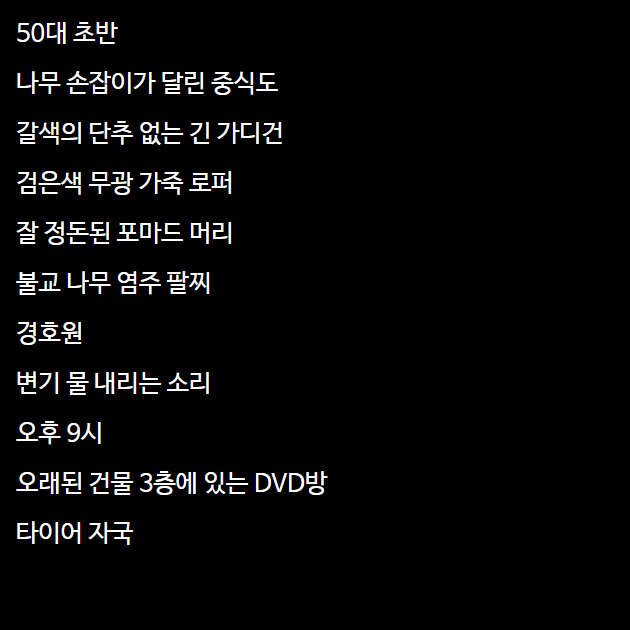 50대 초반
나무 손잡이가 달린 중식도
갈색의 단추 없는 긴 가디건
검은색 무광 가죽 로퍼
잘 정돈된 포마드 머리
불교 나무 염주 팔찌
경호원
변기 물 내리는 소리
오후 9시
오래된 건물 3층에 있는 DVD방
타이어 자국